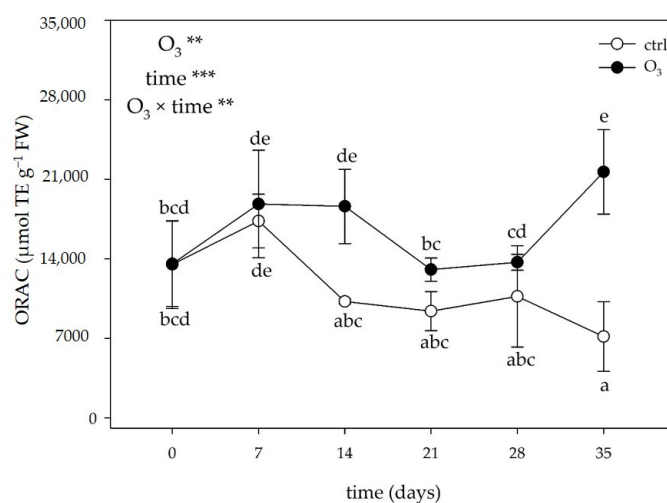 35,000
28,000
21,000
14,000
7000
0
ORAC (µmol TE g⁻¹ FW)
O₃ **
time ***
O₃ × time **
ctrl
O₃
bcd
de
de
bc
cd
e
bcd
de
abc
abc
abc
a
0 7 14 21 28 35
time (days)